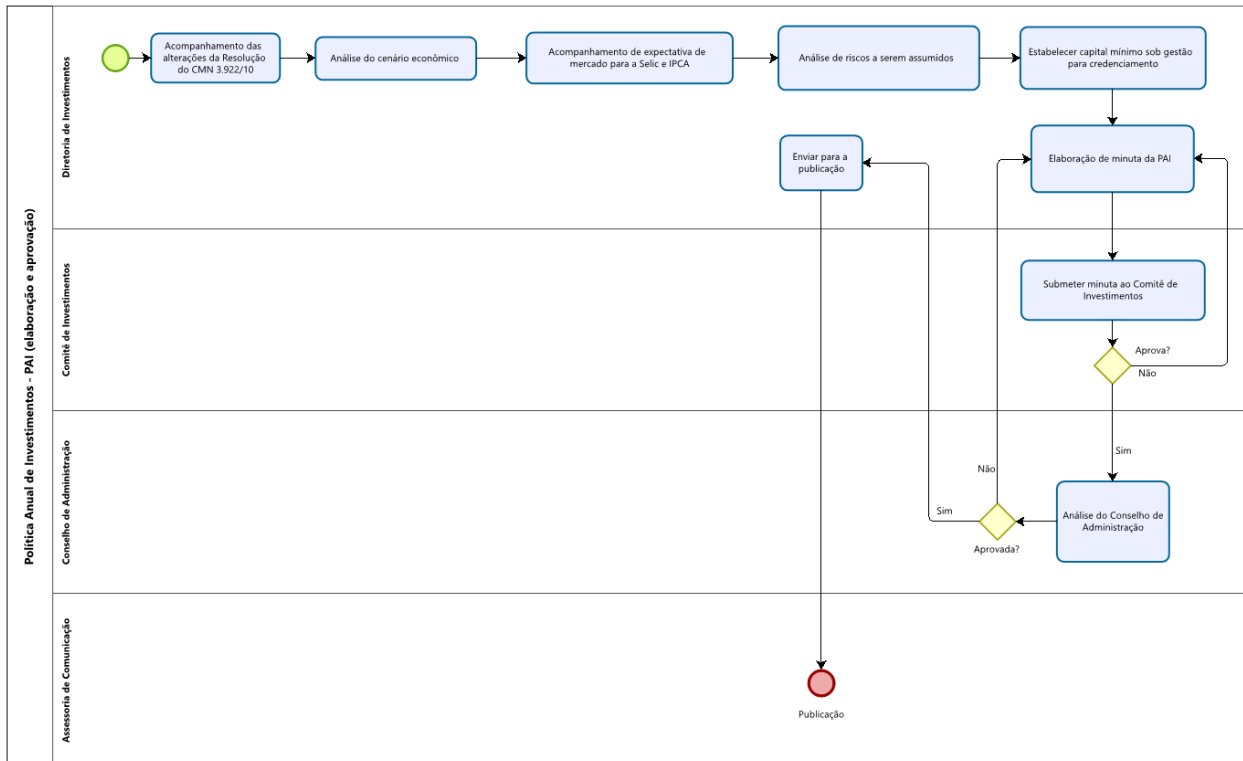 Política Anual de Investimentos - PAI (elaboração e aprovação)
Diretoria de Investimentos
Acompanhamento das
alterações da Resolução
do CMN 3.922/10
Análise do cenário econômico
Acompanhamento de expectativa de
mercado para a Selic e IPCA
Análise de riscos a serem assumidos
Estabelecer capital mínimo sob gestão
para credenciamento
Enviar para a
publicação
Elaboração de minuta da PAI
Comitê de Investimentos
Submeter minuta ao Comitê de
Investimentos
Aprova?
Não
Conselho de Administração
Sim
Não
Análise do Conselho de
Administração
Sim
Aprovada?
Assessoria de Comunicação
Publicação